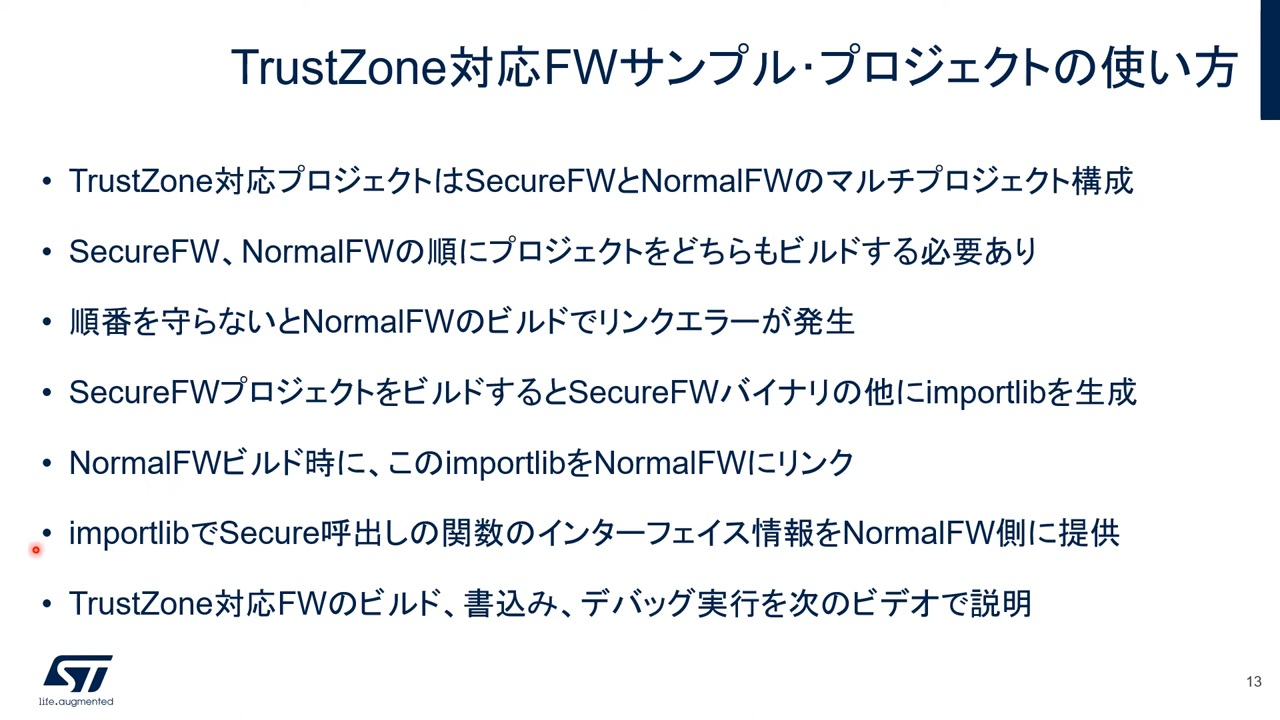 TrustZone対応FWサンプル・プロジェクトの使い方
• TrustZone対応プロジェクトはSecureFWとNormalFWのマルチプロジェクト構成
• SecureFW、NormalFWの順にプロジェクトをどちらもビルドする必要あり
• 順番を守らないとNormalFWのビルドでリンクエラーが発生
• SecureFWプロジェクトをビルドするとSecureFWバイナリの他にimportlibを生成
• NormalFWビルド時に、このimportlibをNormalFWにリンク
• importlibでSecure呼出しの関数のインターフェイス情報をNormalFW側に提供
• TrustZone対応FWのビルド、書込み、デバッグ実行を次のビデオで説明
ST
life.augmented
13